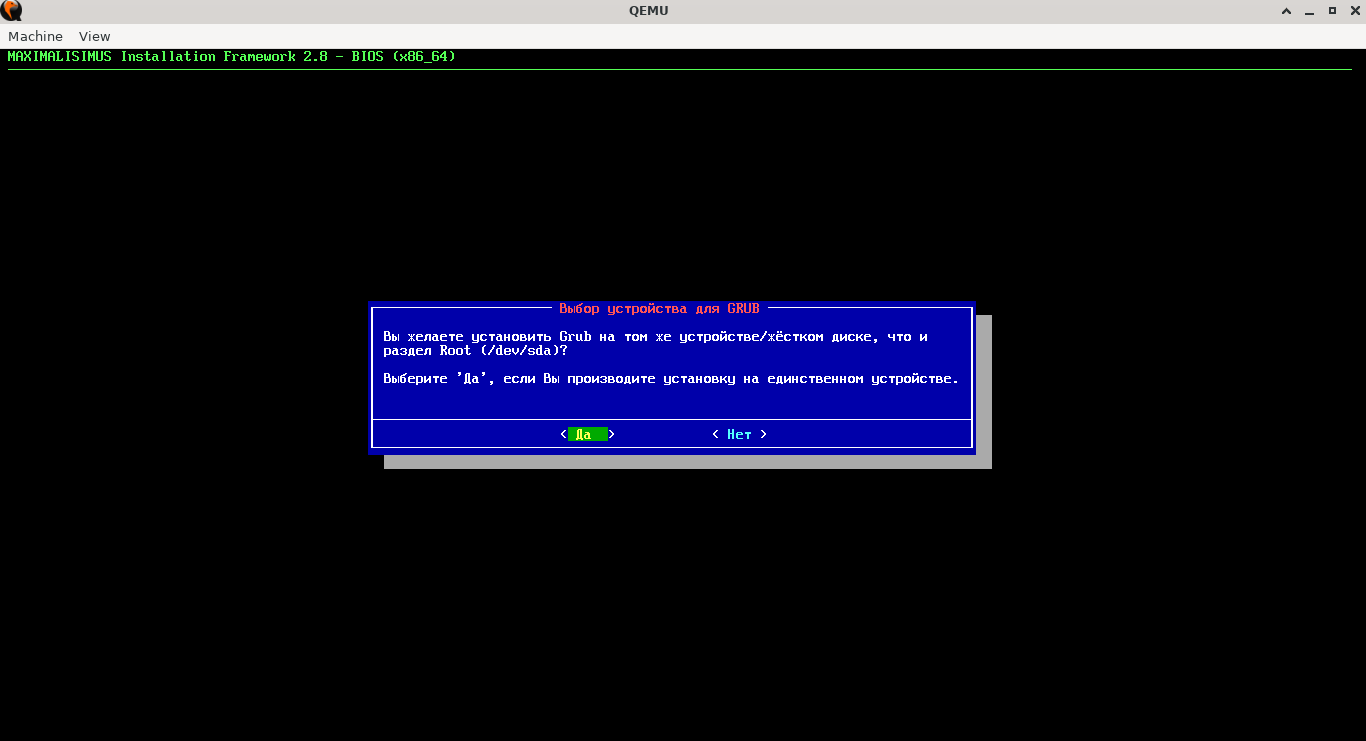 QEMU
Machine View
MAXIMALISIMUS Installation Framework 2.8 - BIOS (x86_64)
Выбор устройства для GRUB
Вы желаете установить Grub на том же устройстве/жёстком диске, что и
раздел Root (/dev/sda)?
Выберите 'Да', если Вы производите установку на единственном устройстве.
< Да > < Нет >